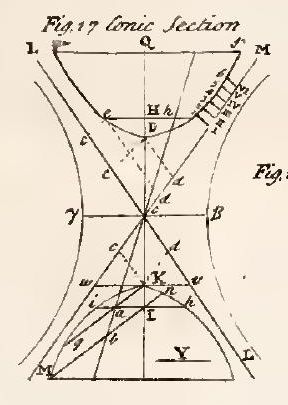 Fig. 17 Conic Section
L Q s M
e H h
D
c
c d
d
Fig.
C
γ B
c d
w K v
i n h
a I
g b Y
M L